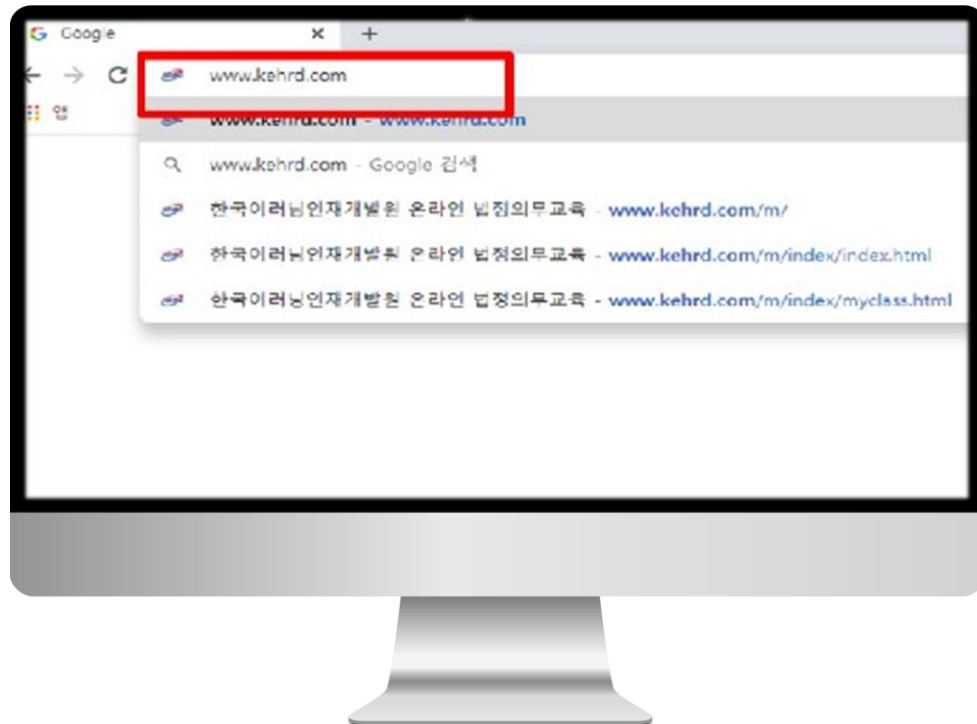 Google
www.kehrd.com
앱
www.kehrd.com - www.kehrd.com
www.kehrd.com - Google 검색
한국이러닝인재개발원 온라인 법정의무교육 - www.kehrd.com/m/
한국이러닝인재개발원 온라인 법정의무교육 - www.kehrd.com/m/index/index.html
한국이러닝인재개발원 온라인 법정의무교육 - www.kehrd.com/m/index/myclass.html